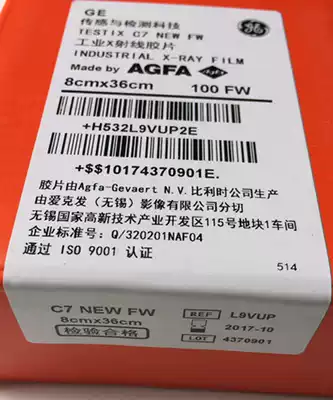 GE
传感与检测科技
TESTIX C7 NEW FW
工业X射线胶片
INDUSTRIAL X-RAY FILM
Made by AGFA
8cmx36cm 100 FW
+H532L9VUP2E
+$$10174370901E.
胶片由Agfa-Gevaert N.V.比利时公司生产
由爱克发（无锡）影像有限公司分切
无锡国家高新技术产业开发区115号地块1车间
企业标准号: Q/320201NAF04
通过 ISO 9001 认证
514
C7 NEW FW REF L9VUP
8cmx36cm 2017-10
检验合格 LOT 4370901